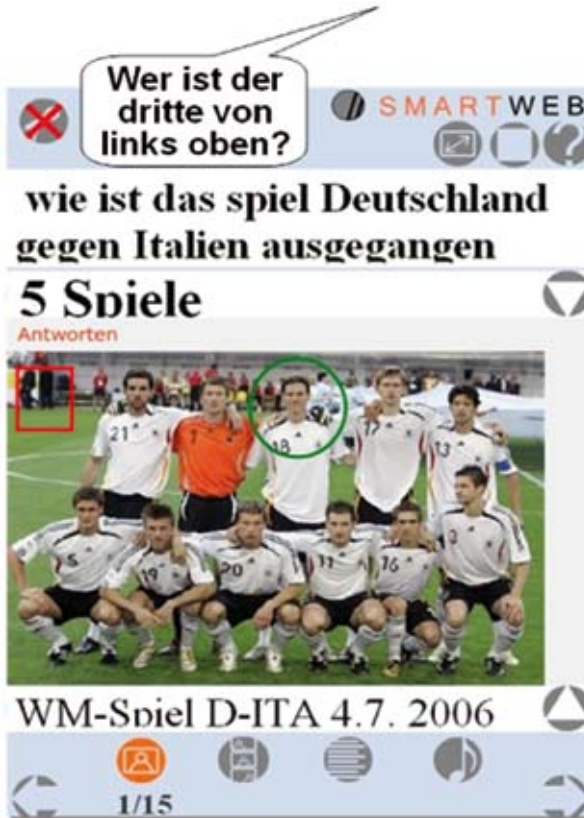 Wer ist der
dritte von
links oben?
SMARTWEB
wie ist das spiel Deutschland
gegen Italien ausgegangen
5 Spiele
Antworten
21
1
18
17
13
5
19
20
11
16
3
WM-Spiel D-ITA 4.7. 2006
1/15